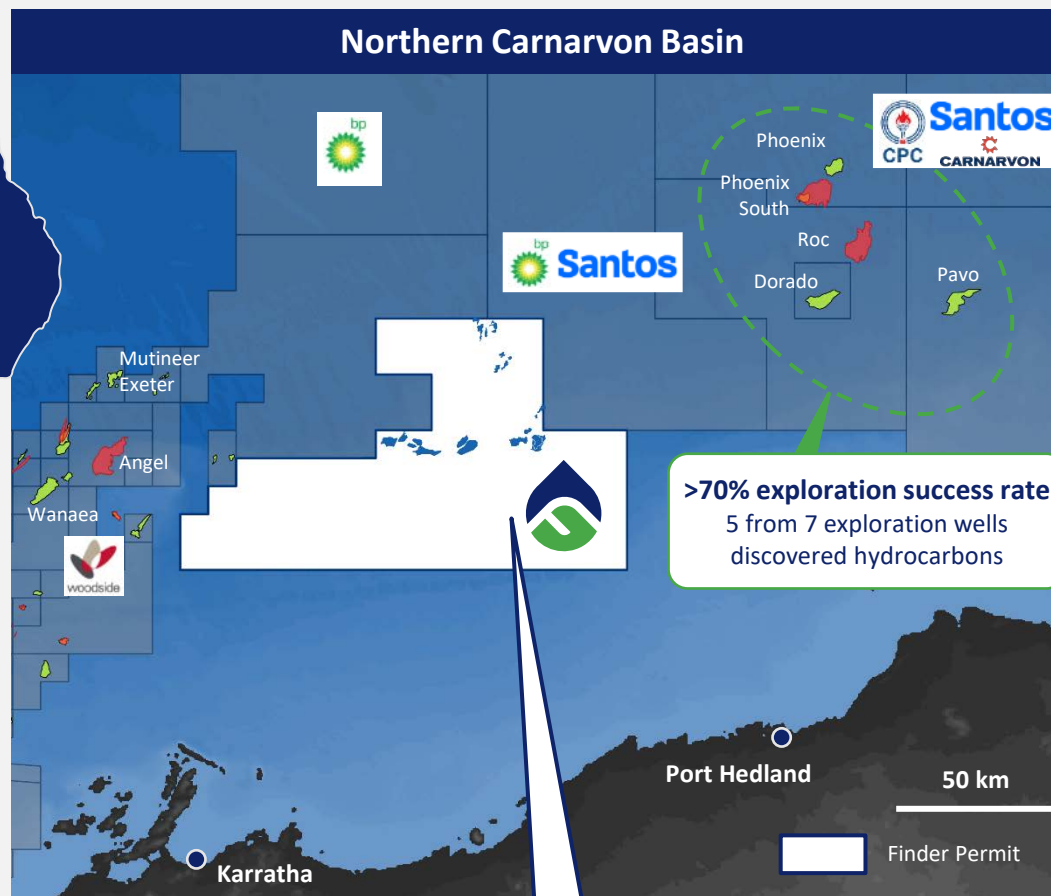 Northern Carnarvon Basin
bp
Santos
CPC
CARNARVON
Phoenix
Phoenix
South
Roc
bp
Santos
Dorado
Pavo
Mutineer
Exeter
Angel
Wanaea
woodside
>70% exploration success rate
5 from 7 exploration wells
discovered hydrocarbons
Port Hedland
50 km
Karratha
Finder Permit